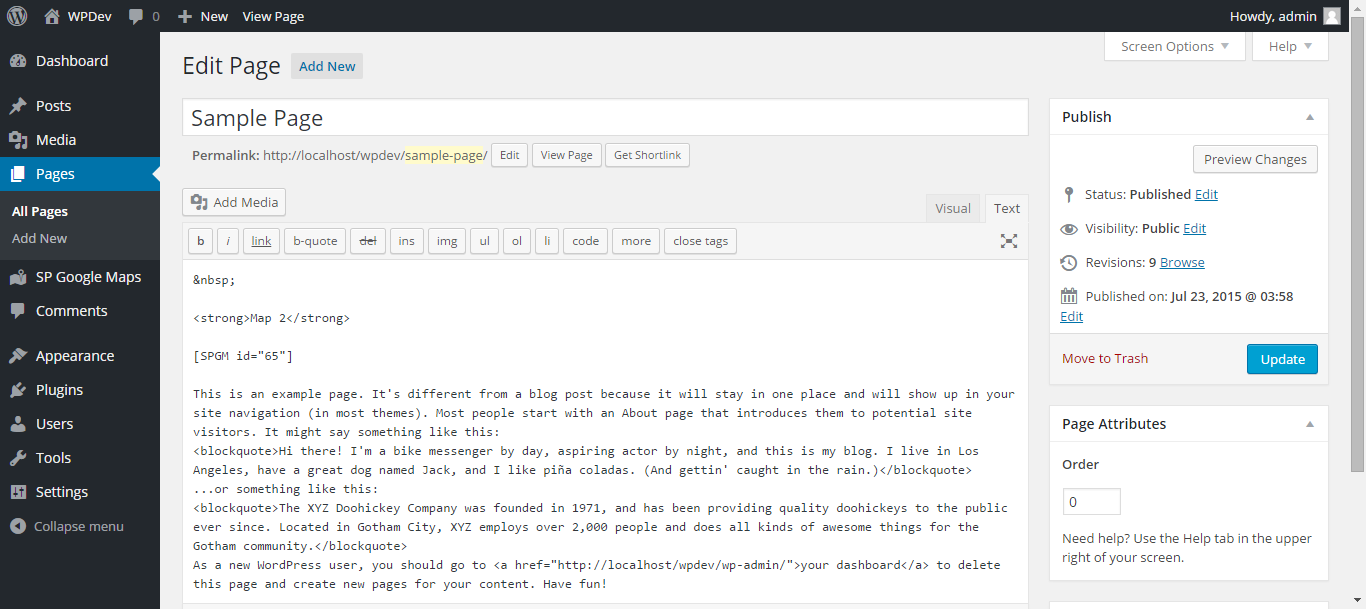 WPDev 0 New View Page Howdy, admin
Dashboard
Posts
Media
Pages
All Pages
Add New
SP Google Maps
Comments
Appearance
Plugins
Users
Tools
Settings
Collapse menu
Screen Options Help
Edit Page Add New
Sample Page
Permalink: http://localhost/wpdev/sample-page/ Edit View Page Get Shortlink
Add Media
Visual Text
b i link b-quote del ins img ul ol li code more close tags
&nbsp;
<strong>Map 2</strong>
[SPGM id="65"]
This is an example page. It's different from a blog post because it will stay in one place and will show up in your
site navigation (in most themes). Most people start with an About page that introduces them to potential site
visitors. It might say something like this:
<blockquote>Hi there! I'm a bike messenger by day, aspiring actor by night, and this is my blog. I live in Los
Angeles, have a great dog named Jack, and I like piña coladas. (And gettin' caught in the rain.)</blockquote>
...or something like this:
<blockquote>The XYZ Doohickey Company was founded in 1971, and has been providing quality doohickeys to the public
ever since. Located in Gotham City, XYZ employs over 2,000 people and does all kinds of awesome things for the
Gotham community.</blockquote>
As a new WordPress user, you should go to <a href="http://localhost/wpdev/wp-admin/">your dashboard</a> to delete
this page and create new pages for your content. Have fun!
Publish
Preview Changes
Status: Published Edit
Visibility: Public Edit
Revisions: 9 Browse
Published on: Jul 23, 2015 @ 03:58
Edit
Move to Trash Update
Page Attributes
Order
0
Need help? Use the Help tab in the upper
right of your screen.